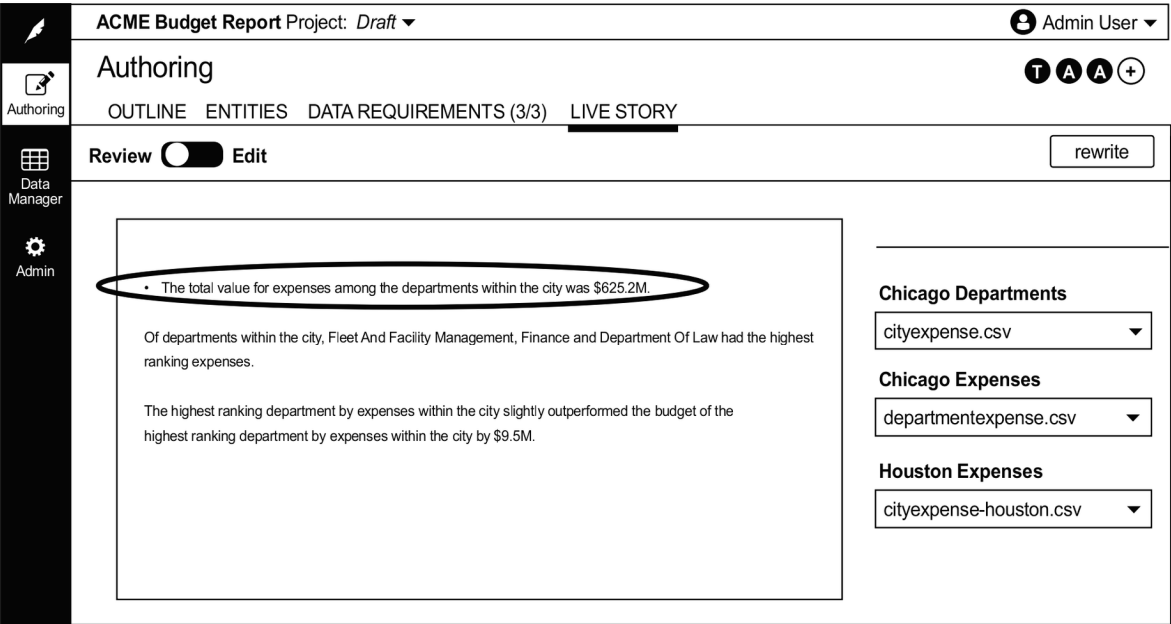 ACME Budget Report Project: Draft
Admin User
Authoring
T A A +
Authoring
OUTLINE ENTITIES DATA REQUIREMENTS (3/3) LIVE STORY
Review Edit
rewrite
Data
Manager
Admin
• The total value for expenses among the departments within the city was $625.2M.
Of departments within the city, Fleet And Facility Management, Finance and Department Of Law had the highest
ranking expenses.
The highest ranking department by expenses within the city slightly outperformed the budget of the
highest ranking department by expenses within the city by $9.5M.
Chicago Departments
cityexpense.csv
Chicago Expenses
departmentexpense.csv
Houston Expenses
cityexpense-houston.csv